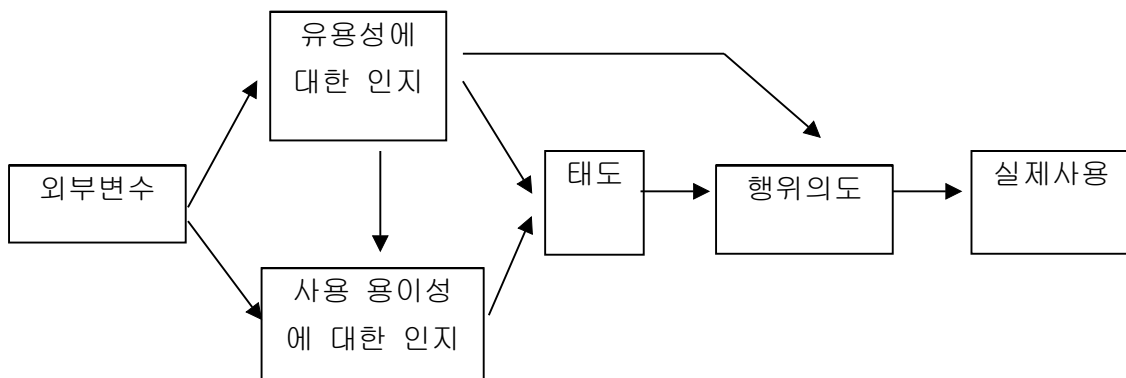 유용성에
대한 인지
외부변수
태도
행위의도
실제사용
사용 용이성
에 대한 인지